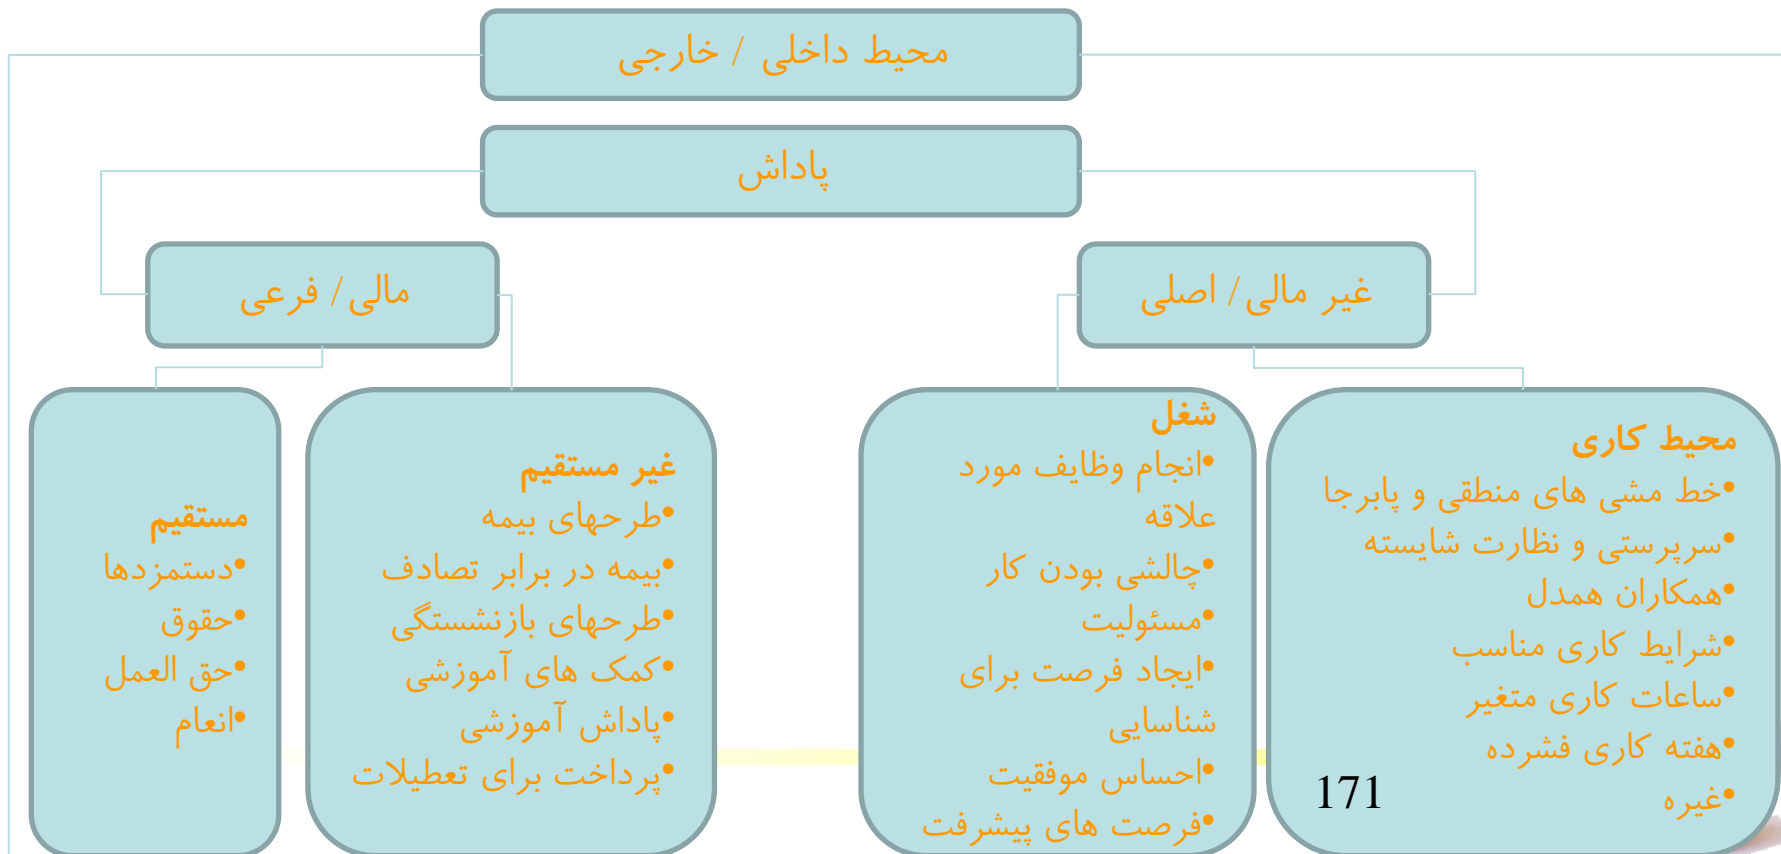 محیط داخلی / خارجی
پاداش
غیر مالی/ اصلی
مالی/ فرعی
محیط کاری
•خط مشی های منطقی و پابرجا
•سرپرستی و نظارت شایسته
•همکاران همدل
•شرایط کاری مناسب
•ساعات کاری متغیر
•هفته کاری فشرده
•غیره
شغل
•انجام وظایف مورد
علاقه
•چالشی بودن کار
•مسئولیت
•ایجاد فرصت برای
شناسایی
•احساس موفقیت
•فرصت های پیشرفت
غیر مستقیم
•طرحهای بیمه
•بیمه در برابر تصادف
•طرحهای بازنشستگی
•کمک های آموزشی
•پاداش آموزشی
•پرداخت برای تعطیلات
مستقیم
•دستمزدها
•حقوق
•حق العمل
•انعام
171